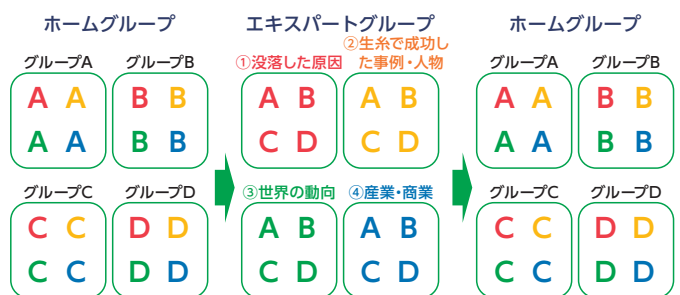 ホームグループ
グループA
グループB
A A
A A
B B
B B
グループC
グループD
C C
C C
D D
D D
エキスパートグループ
①没落した原因
②生糸で成功し
た事例・人物
A B
C D
A B
C D
③世界の動向
④産業・商業
A B
C D
A B
C D
ホームグループ
グループA
グループB
A A
A A
B B
B B
グループC
グループD
C C
C C
D D
D D